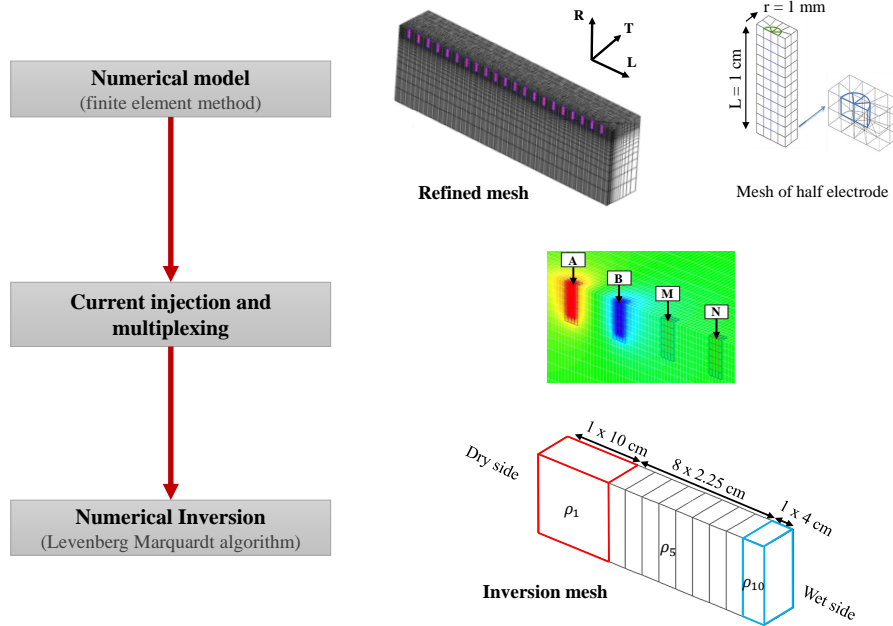 Numerical model
(finite element method)
R
T
L
Refined mesh
r = 1 mm
L = 1 cm
Mesh of half electrode
Current injection and
multiplexing
A
B
M
N
Numerical Inversion
(Levenberg Marquardt algorithm)
Dry side
1 x 10 cm
8 x 2.25 cm
1 x 4 cm
ρ₁
ρ₅
ρ₁₀
Wet side
Inversion mesh